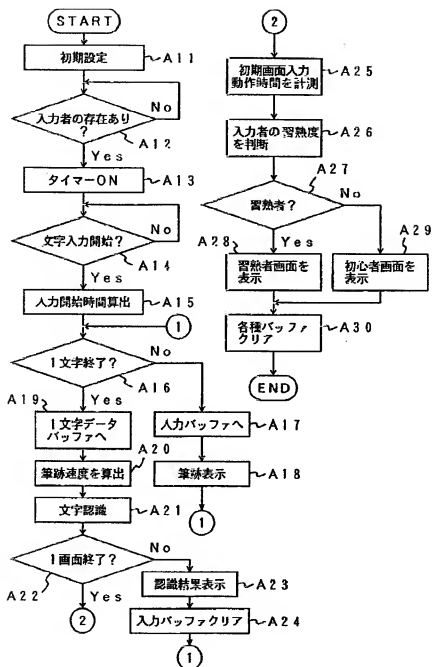 START
初期設定
A11
入力者の存在あり
?
No
A12
Yes
タイマーON
A13
文字入力開始?
No
A14
Yes
入力開始時間算出
A15
1
1文字終了?
No
A16
Yes
A19
1文字データ
バッファへ
入力バッファへ
A17
A20
筆跡速度を算出
筆跡表示
A18
文字認識
A21
1
1画面終了?
No
A22
Yes
認識結果表示
A23
2
入力バッファクリア
A24
1
2
初期画面入力
動作時間を計測
A25
入力者の習熟度
を判断
A26
A27
習熟者?
No
Yes
A28
A29
習熟者画面を
表示
初心者画面を
表示
各種バッファ
クリア
A30
END